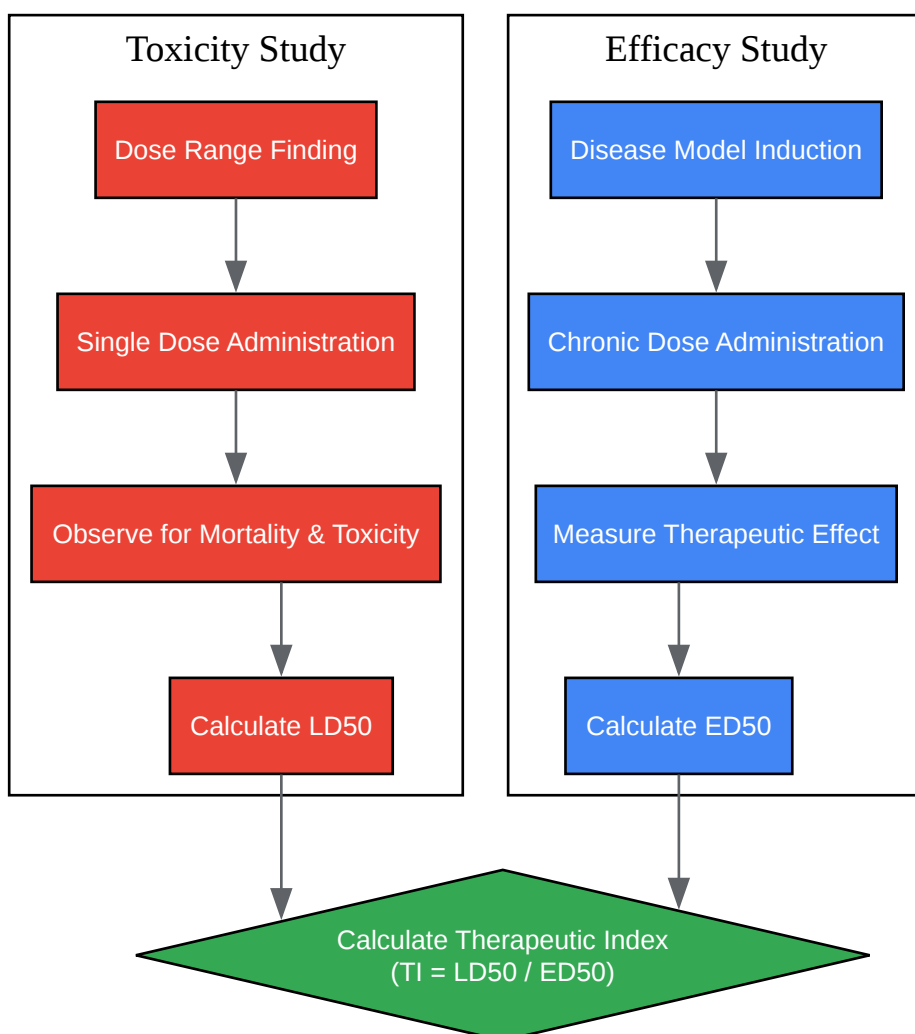 Toxicity Study
Dose Range Finding
Single Dose Administration
Observe for Mortality & Toxicity
Calculate LD50
Efficacy Study
Disease Model Induction
Chronic Dose Administration
Measure Therapeutic Effect
Calculate ED50
Calculate Therapeutic Index
(TI = LD50 / ED50)